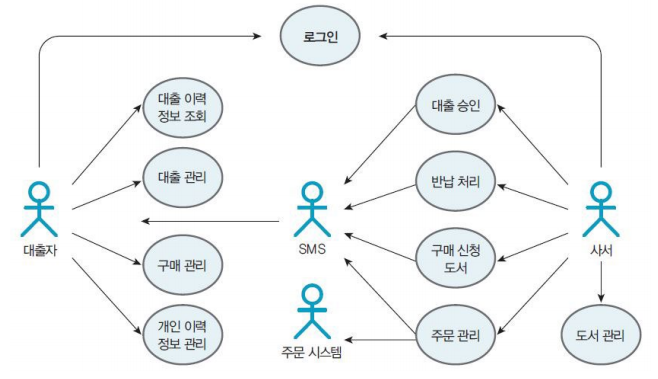 로그인
대출 이력
정보 조회
대출 승인
대출 관리
반납 처리
대출자
SMS
사서
구매 관리
구매 신청
도서
개인 이력
정보 관리
주문 시스템
주문 관리
도서 관리